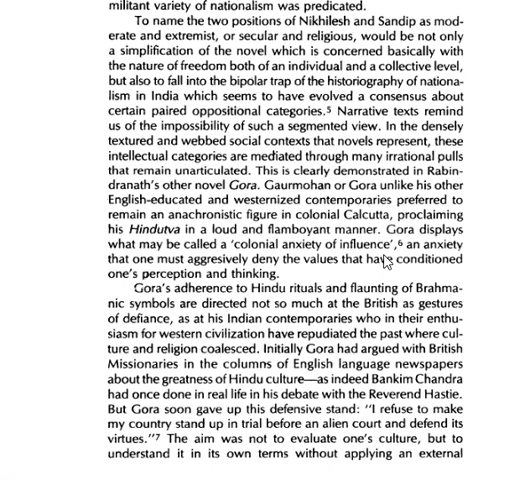 militant variety of nationalism was predicated.
To name the two positions of Nikhilesh and Sandip as mod-
erate and extremist, or secular and religious, would be not only
a simplification of the novel which is concerned basically with
the nature of freedom both of an individual and a collective level,
but also to fall into the bipolar trap of the historiography of nationa-
lism in India which seems to have evolved a consensus about
certain paired oppositional categories.⁵ Narrative texts remind
us of the impossibility of such a segmented view. In the densely
textured and webbed social contexts that novels represent, these
intellectual categories are mediated through many irrational pulls
that remain unarticulated. This is clearly demonstrated in Rabin-
dranath's other novel Gora. Gaurmohan or Gora unlike his other
English-educated and westernized contemporaries preferred to
remain an anachronistic figure in colonial Calcutta, proclaiming
his Hindutva in a loud and flamboyant manner. Gora displays
what may be called a 'colonial anxiety of influence',⁶ an anxiety
that one must aggresively deny the values that have conditioned
one's perception and thinking.
Gora's adherence to Hindu rituals and flaunting of Brahma-
nic symbols are directed not so much at the British as gestures
of defiance, as at his Indian contemporaries who in their enthu-
siasm for western civilization have repudiated the past where cul-
ture and religion coalesced. Initially Gora had argued with British
Missionaries in the columns of English language newspapers
about the greatness of Hindu culture—as indeed Bankim Chandra
had once done in real life in his debate with the Reverend Hastie.
But Gora soon gave up this defensive stand: "I refuse to make
my country stand up in trial before an alien court and defend its
virtues."⁷ The aim was not to evaluate one's culture, but to
understand it in its own terms without applying an external